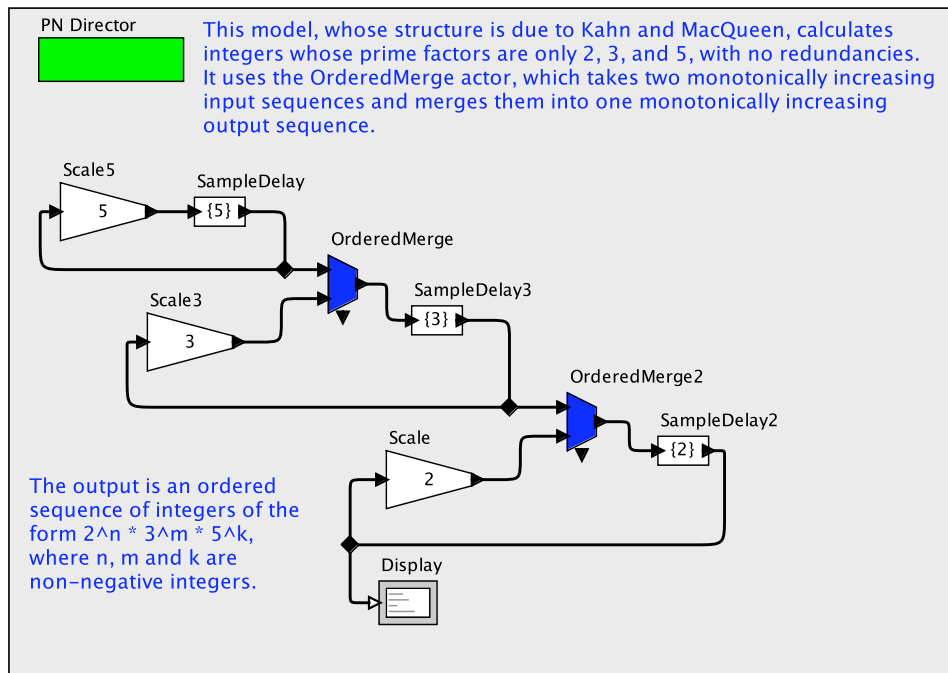 PN Director
This model, whose structure is due to Kahn and MacQueen, calculates
integers whose prime factors are only 2, 3, and 5, with no redundancies.
It uses the OrderedMerge actor, which takes two monotonically increasing
input sequences and merges them into one monotonically increasing
output sequence.
Scale5
5
SampleDelay
{5}
OrderedMerge
Scale3
3
SampleDelay3
{3}
OrderedMerge2
Scale
2
SampleDelay2
{2}
The output is an ordered
sequence of integers of the
form 2^n * 3^m * 5^k,
where n, m and k are
non-negative integers.
Display